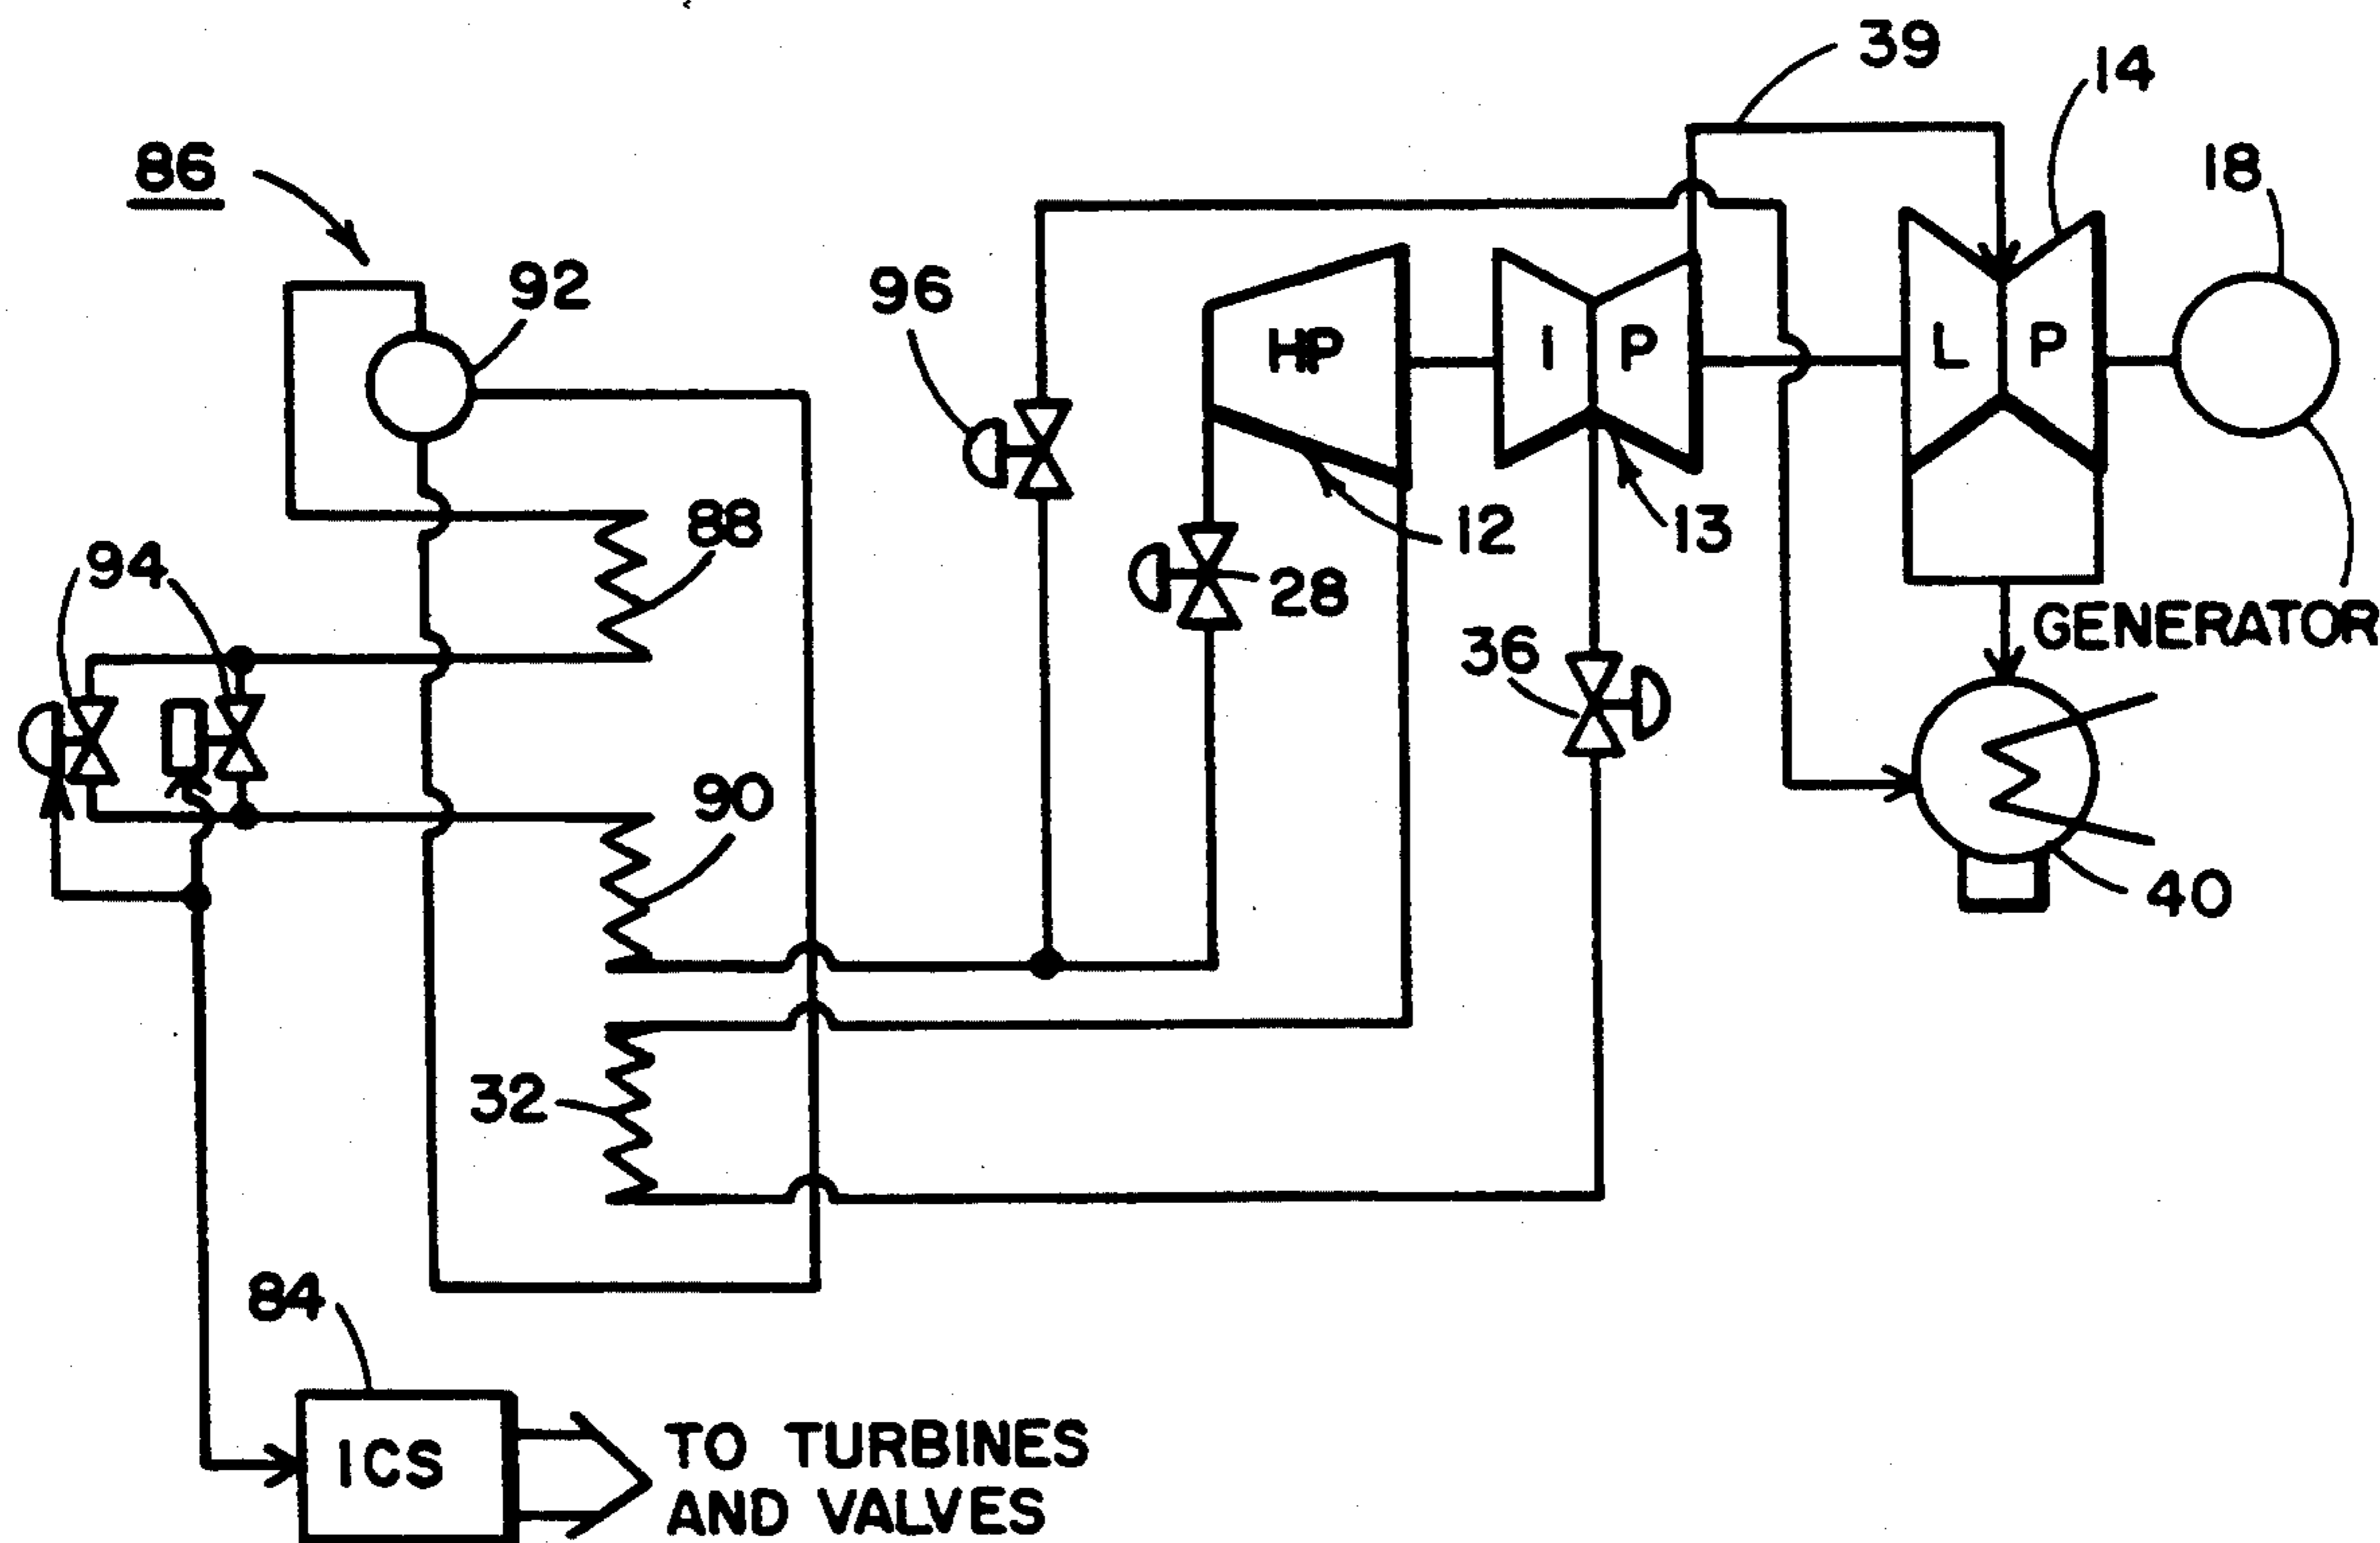 39
14
86
18
92
96
HP
I P
L P
88
94
12
13
28
GENERATOR
36
90
40
32
84
ICS
TO TURBINES
AND VALVES